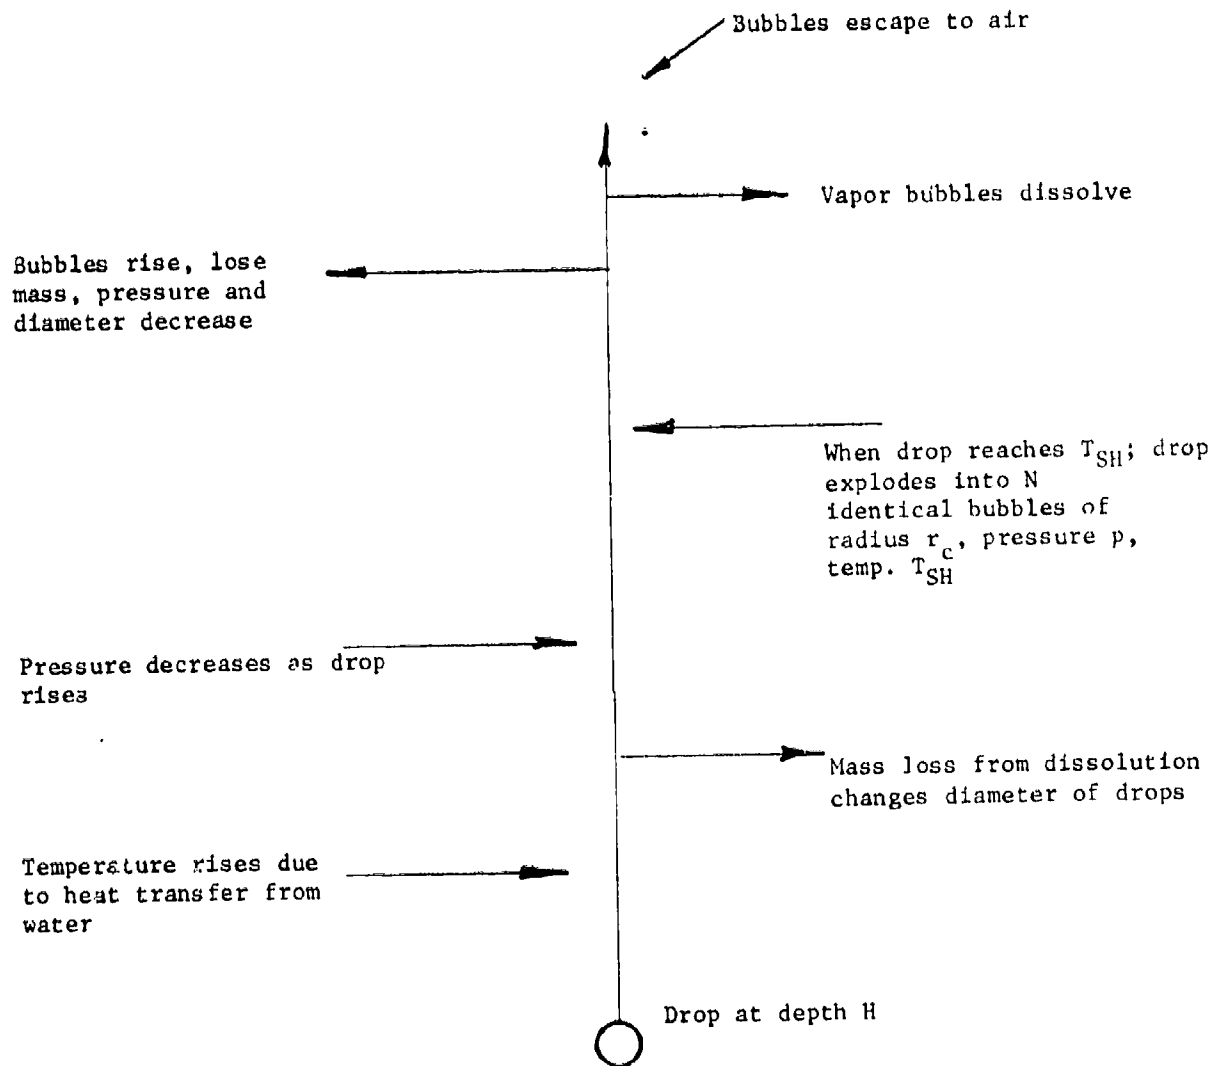 Bubbles escape to air
Vapor bubbles dissolve
Bubbles rise, lose
mass, pressure and
diameter decrease
When drop reaches T_SH; drop
explodes into N
identical bubbles of
radius r_c, pressure p,
temp. T_SH
Pressure decreases as drop
rises
Mass loss from dissolution
changes diameter of drops
Temperature rises due
to heat transfer from
water
Drop at depth H